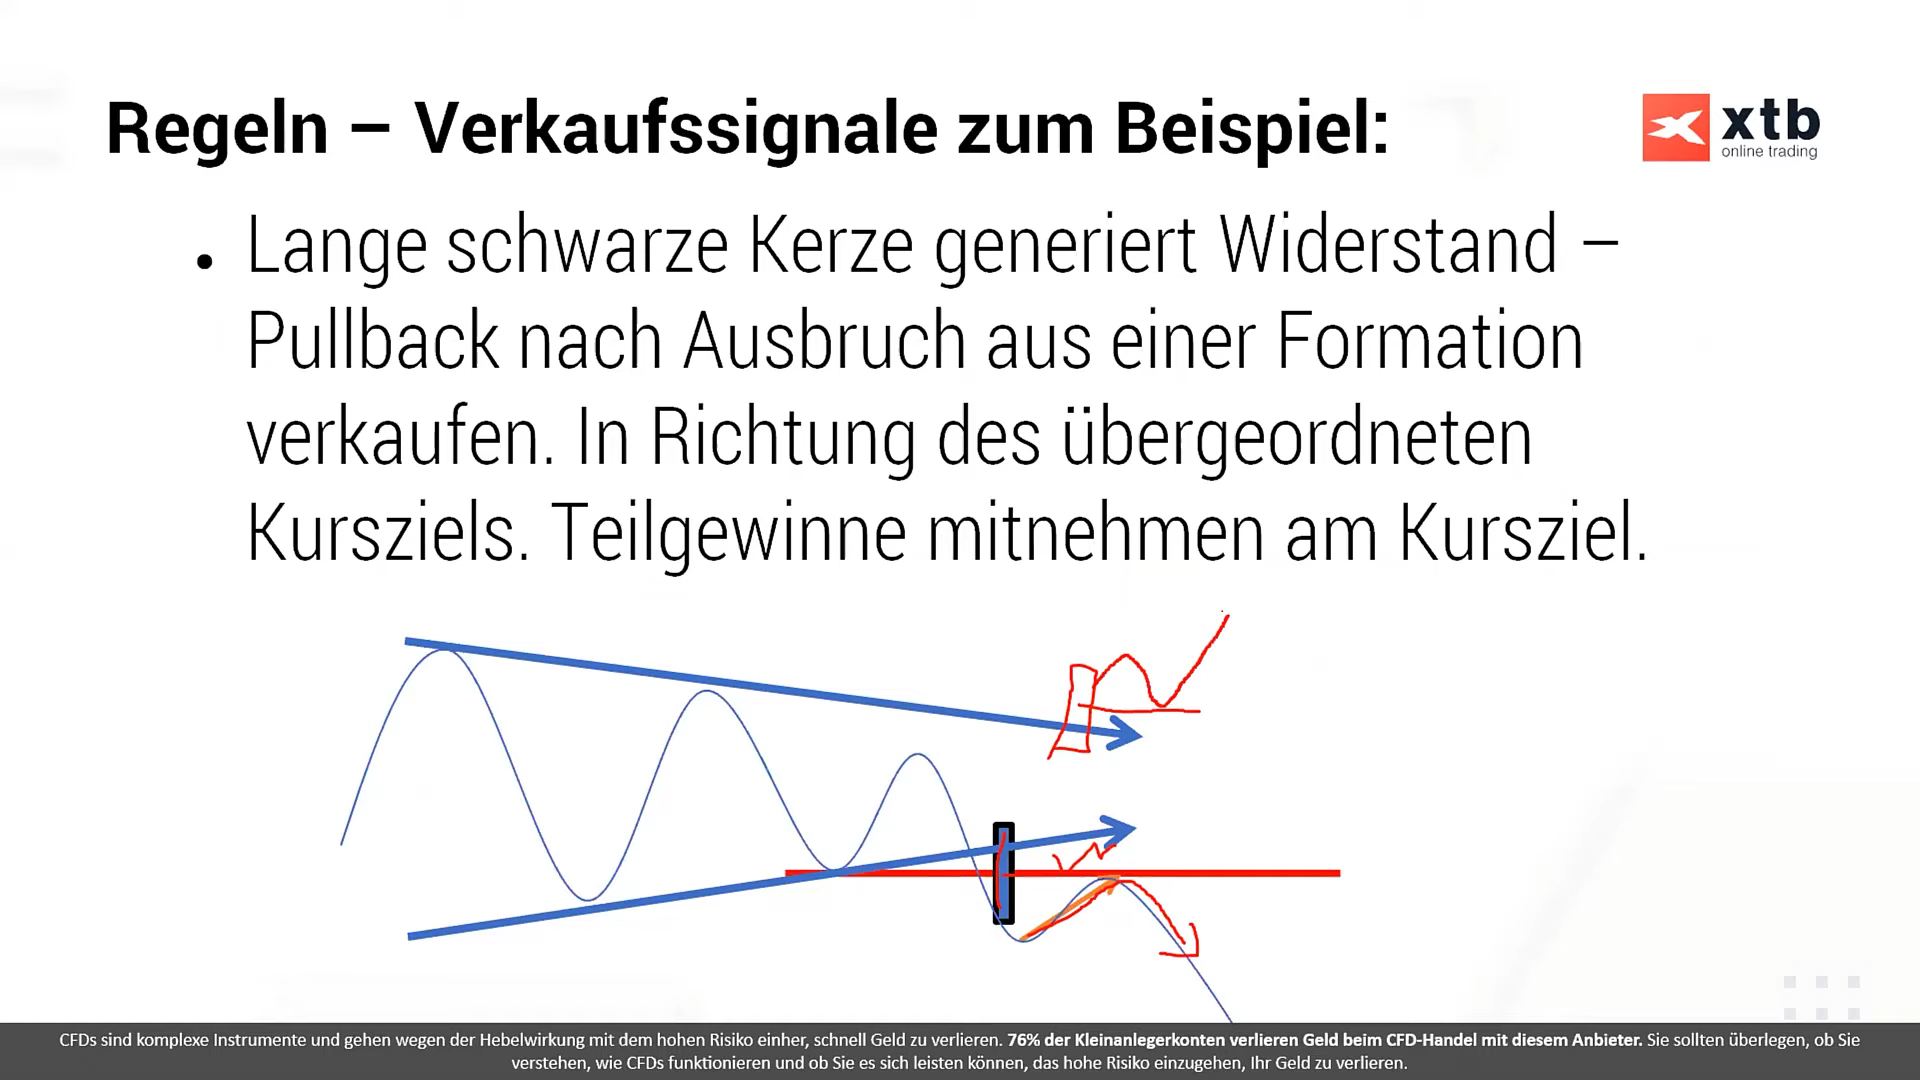 Regeln – Verkaufssignale zum Beispiel:
xtb
online trading
• Lange schwarze Kerze generiert Widerstand –
Pullback nach Ausbruch aus einer Formation
verkaufen. In Richtung des übergeordneten
Kursziels. Teilgewinne mitnehmen am Kursziel.
CFDs sind komplexe Instrumente und gehen wegen der Hebelwirkung mit dem hohen Risiko einher, schnell Geld zu verlieren. 76% der Kleinanlegerkonten verlieren Geld beim CFD-Handel mit diesem Anbieter. Sie sollten überlegen, ob Sie
verstehen, wie CFDs funktionieren und ob Sie es sich leisten können, das hohe Risiko einzugehen, Ihr Geld zu verlieren.